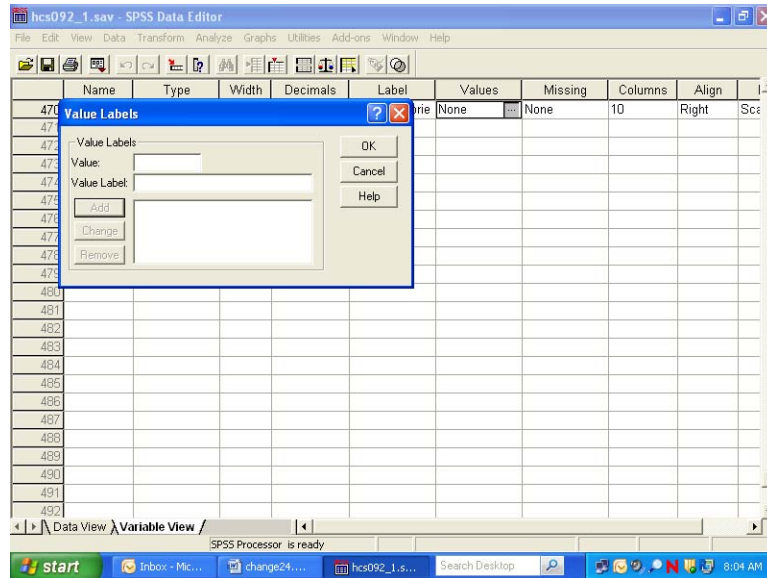 hcs092_1.sav - SPSS Data Editor
File Edit View Data Transform Analyze Graphs Utilities Add-ons Window Help
Name Type Width Decimals Label Values Missing Columns Align
470 orie None ... None 10 Right Sca
Value Labels
Value Labels
Value:
Value Label:
Add
Change
Remove
OK
Cancel
Help
471
472
473
474
475
476
477
478
479
480
481
482
483
484
485
486
487
488
489
490
491
492
Data View Variable View
SPSS Processor is ready
start Inbox - Mic... change24.... hcs092_1.s... Search Desktop N 8:04 AM